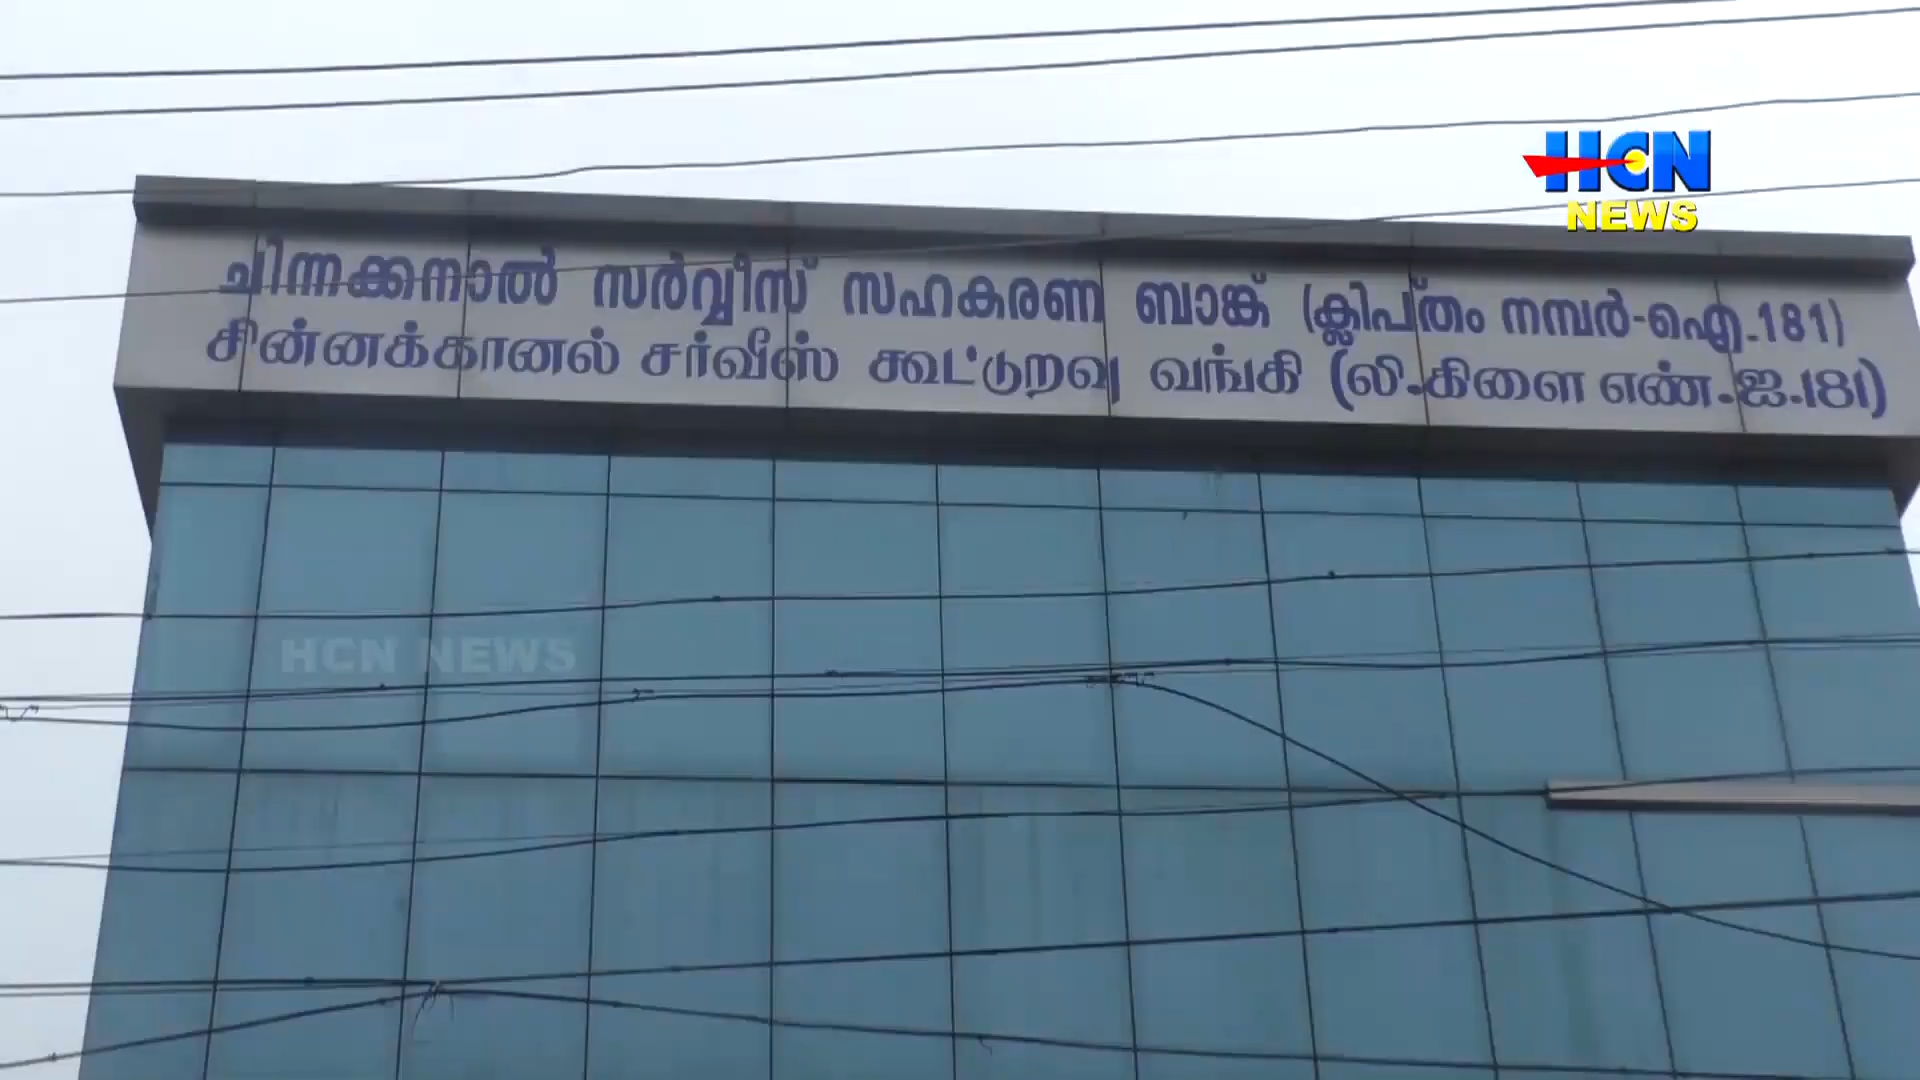 HCN
NEWS
ചിന്നക്കനാൽ സർവ്വീസ് സഹകരണ ബാങ്ക് (ക്ലിപ്തം നമ്പർ-ഐ.181)
சின்னக்கானல் சர்வீஸ் கூட்டுறவு வங்கி (லி.கிளை எண்.ஐ.181)
HCN NEWS